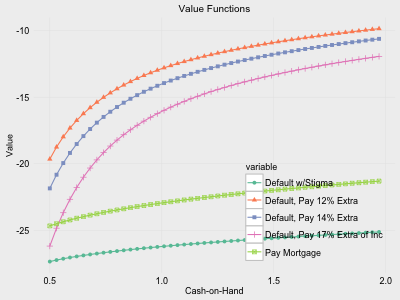 Value Functions
-10
-15
-20
-25
Value
variable
Default w/Stigma
Default, Pay 12% Extra
Default, Pay 14% Extra
Default, Pay 17% Extra of Inc
Pay Mortgage
0.5
1.0
1.5
2.0
Cash-on-Hand